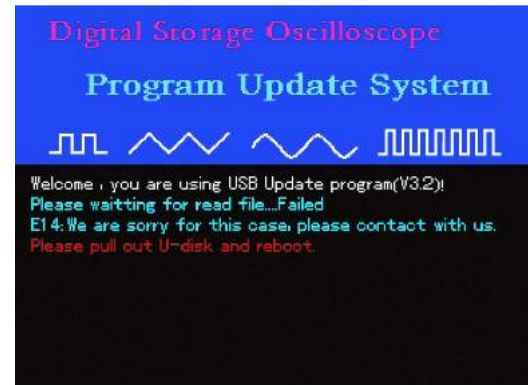 Digital Storage Oscilloscope
Program Update System
Welcome , you are using USB Update program(V3.2)!
Please waitting for read file....Failed
E14:We are sorry for this case, please contact with us.
Please pull out U-disk and reboot.